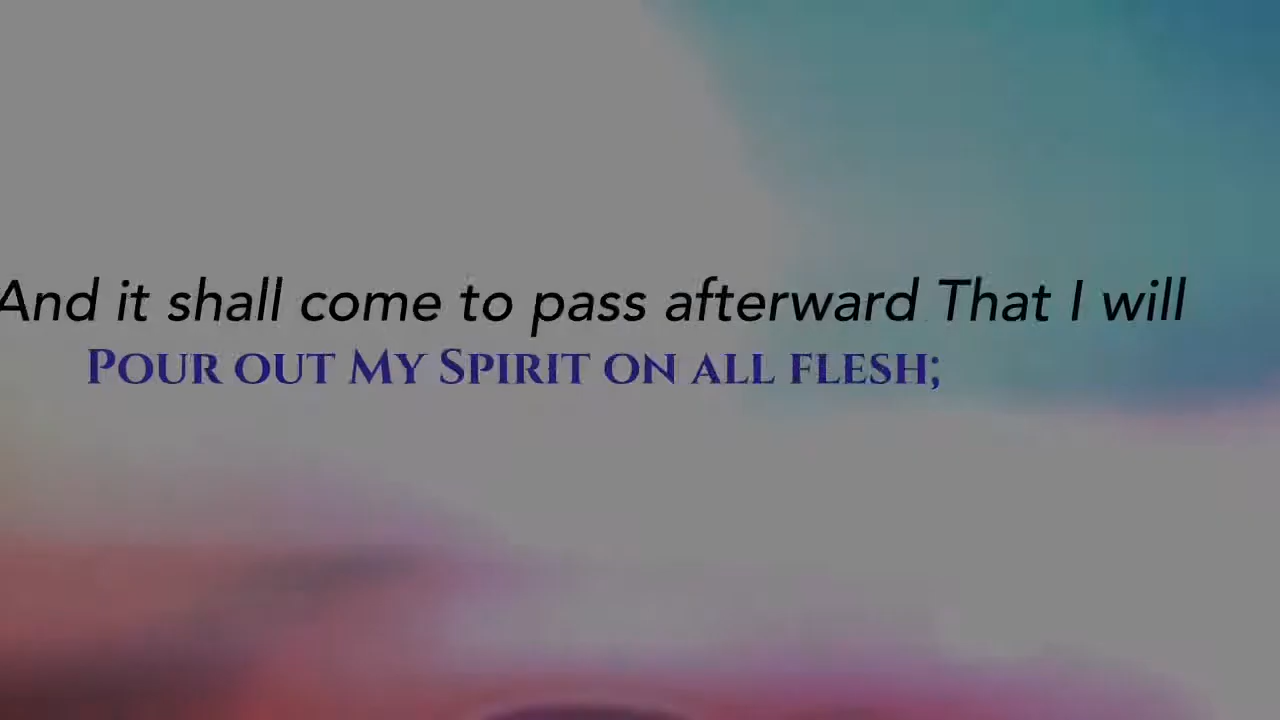 And it shall come to pass afterward That I will
Pour out My Spirit on all flesh;